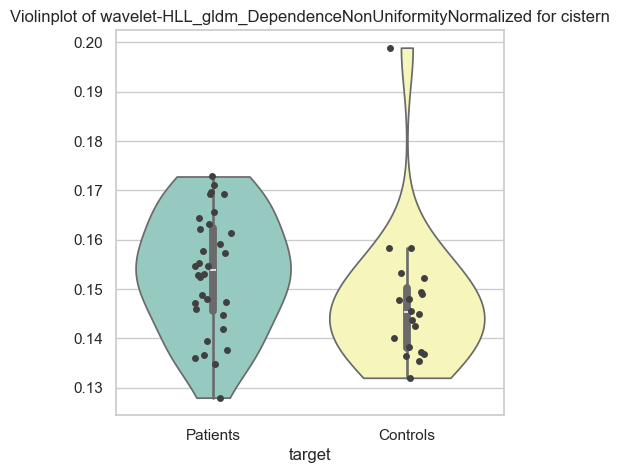 Violinplot of wavelet-HLL_gldm_DependenceNonUniformityNormalized for cistern
0.20
0.19
0.18
0.17
0.16
0.15
0.14
0.13
Patients Controls
target